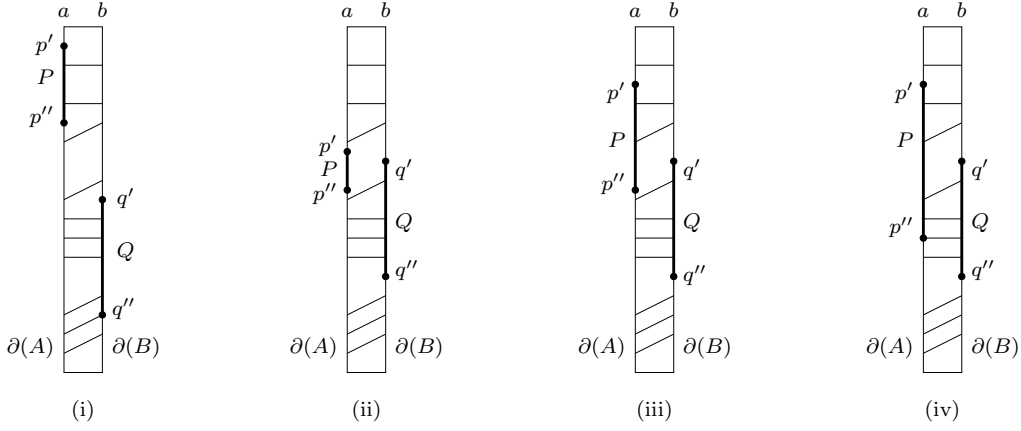 a b a b a b a b
p′
P
p″
q′
Q
q″
∂(A) ∂(B)
(i)
p′
P
p″
q′
Q
q″
∂(A) ∂(B)
(ii)
p′
P
p″
q′
Q
q″
∂(A) ∂(B)
(iii)
p′
P
p″
q′
Q
q″
∂(A) ∂(B)
(iv)